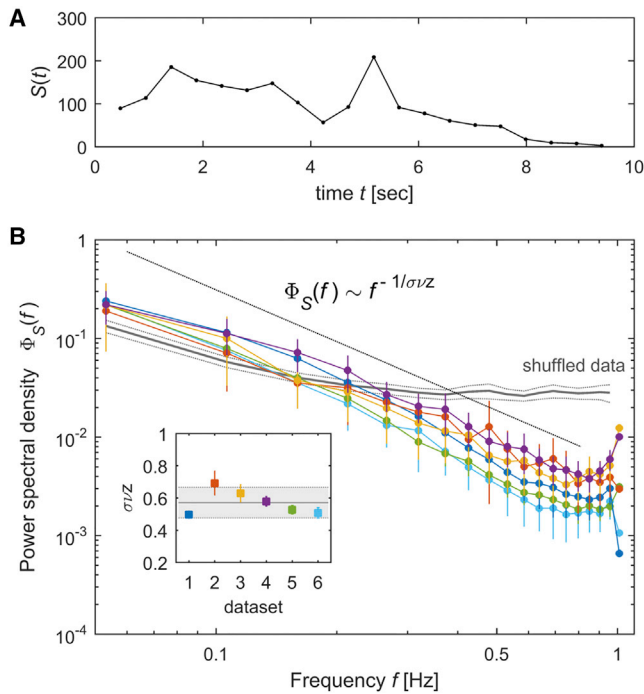 A
S(t)
300
200
100
0
0 2 4 6 8 10
time t [sec]
B
Power spectral density Φ_S(f)
1
10⁻¹
10⁻²
10⁻³
10⁻⁴
Φ_S(f) ~ f^-1/σνz
shuffled data
σνz
1
0.8
0.6
0.4
0.2
1 2 3 4 5 6
dataset
0.1 0.5 1
Frequency f [Hz]